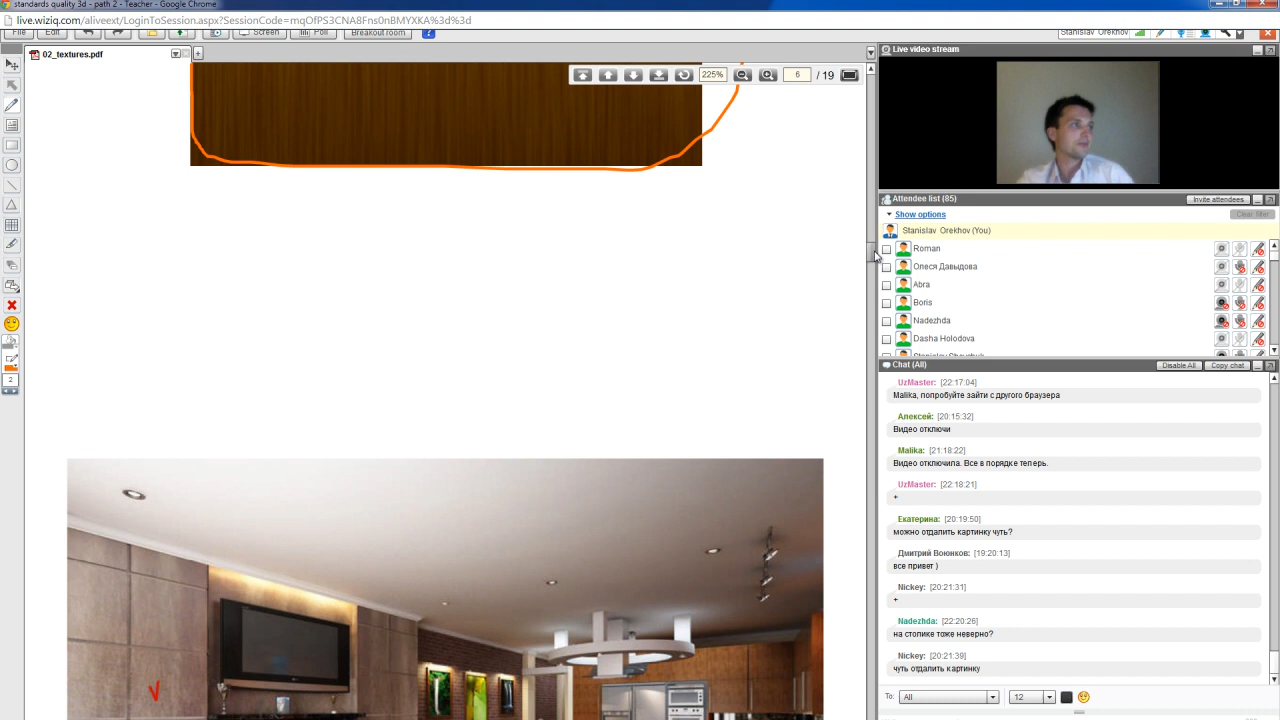 standards quality 3d - path 2 - Teacher - Google Chrome
live.wiziq.com/aliveext/LoginToSession.aspx?SessionCode=mqOfPS3CNA8Fns0nBMYXKA%3d%3d
File Edit Screen Poll Breakout room ? Stanislav Orekhov
02_textures.pdf
225% 6 / 19
Live video stream
Attendee list (85) Invite attendees
Show options Clear filter
Stanislav Orekhov (You)
Roman
Олеся Давыдова
Abra
Boris
Nadezhda
Dasha Holodova
2
Chat (All) Disable All Copy chat
UzMaster: [22:17:04]
Malika, попробуйте зайти с другого браузера
Алексей: [20:15:32]
Видео отключи
Malika: [21:18:22]
Видео отключила. Все в порядке теперь.
UzMaster: [22:18:21]
+
Екатерина: [20:19:50]
можно отдалить картинку чуть?
Дмитрий Воюнков: [19:20:13]
все привет )
Nickey: [20:21:31]
+
Nadezhda: [22:20:26]
на столике тоже неверно?
Nickey: [20:21:39]
чуть отдалить картинку
To: All 12